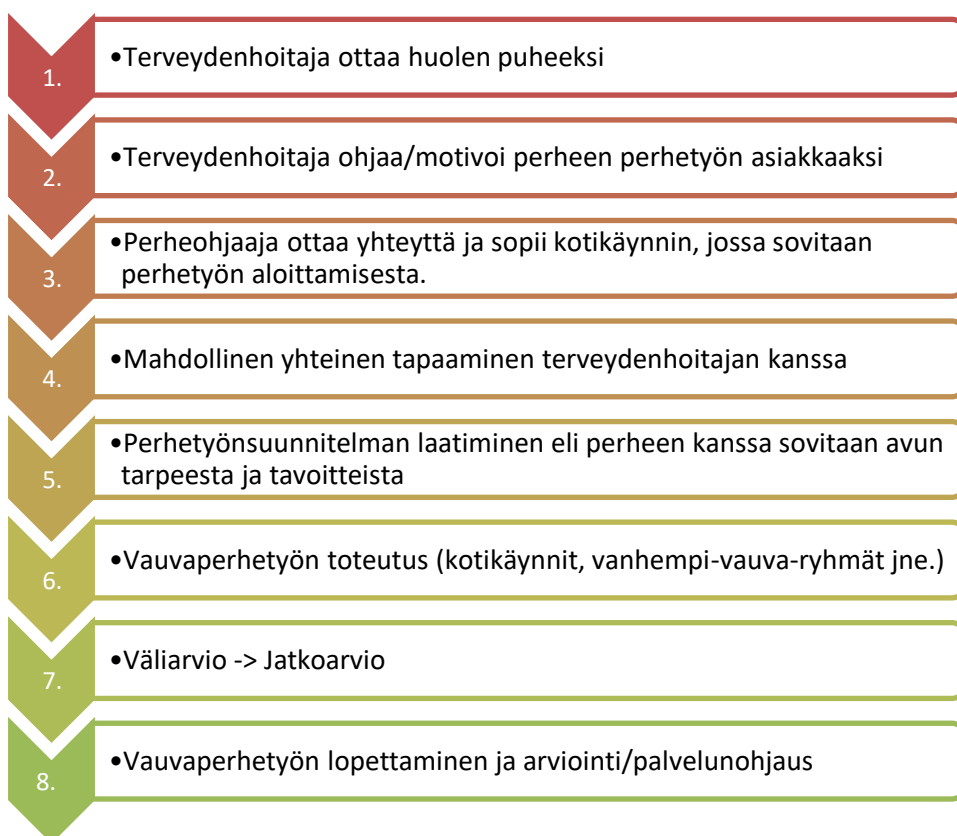 1.
•Terveydenhoitaja ottaa huolen puheeksi
2.
•Terveydenhoitaja ohjaa/motivoi perheen perhetyön asiakkaaksi
3.
•Perheohjaaja ottaa yhteyttä ja sopii kotikäynnin, jossa sovitaan
perhetyön aloittamisesta.
4.
•Mahdollinen yhteinen tapaaminen terveydenhoitajan kanssa
5.
•Perhetyönsuunnitelman laatiminen eli perheen kanssa sovitaan avun
tarpeesta ja tavoitteista
6.
•Vauvaperhetyön toteutus (kotikäynnit, vanhempi-vauva-ryhmät jne.)
7.
•Väliarvio -> Jatkoarvio
8.
•Vauvaperhetyön lopettaminen ja arviointi/palvelunohjaus